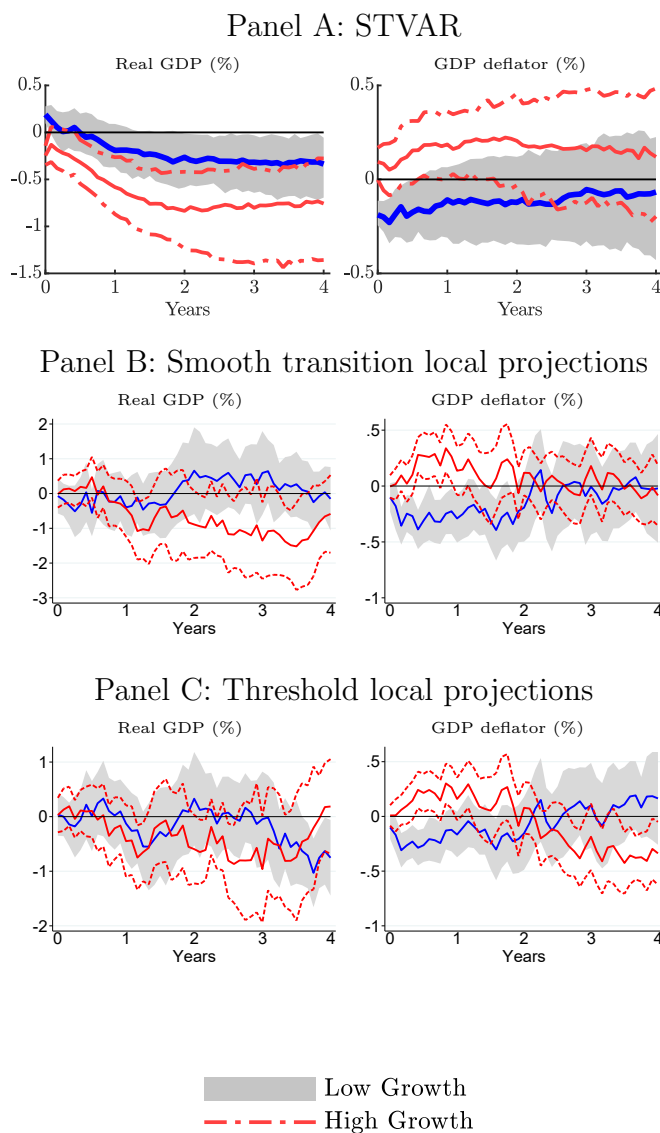 Panel A: STVAR
Real GDP (%)
GDP deflator (%)
0.5
0
-0.5
-1
-1.5
0 1 2 3 4
Years
0.5
0
0.5
0 1 2 3 4
Years
Panel B: Smooth transition local projections
Real GDP (%)
GDP deflator (%)
2
1
0
-1
-2
-3
0 1 2 3 4
Years
.5
0
-.5
-1
0 1 2 3 4
Years
Panel C: Threshold local projections
Real GDP (%)
GDP deflator (%)
1
0
-1
-2
0 1 2 3 4
Years
.5
0
-.5
-1
0 1 2 3 4
Years
Low Growth
High Growth